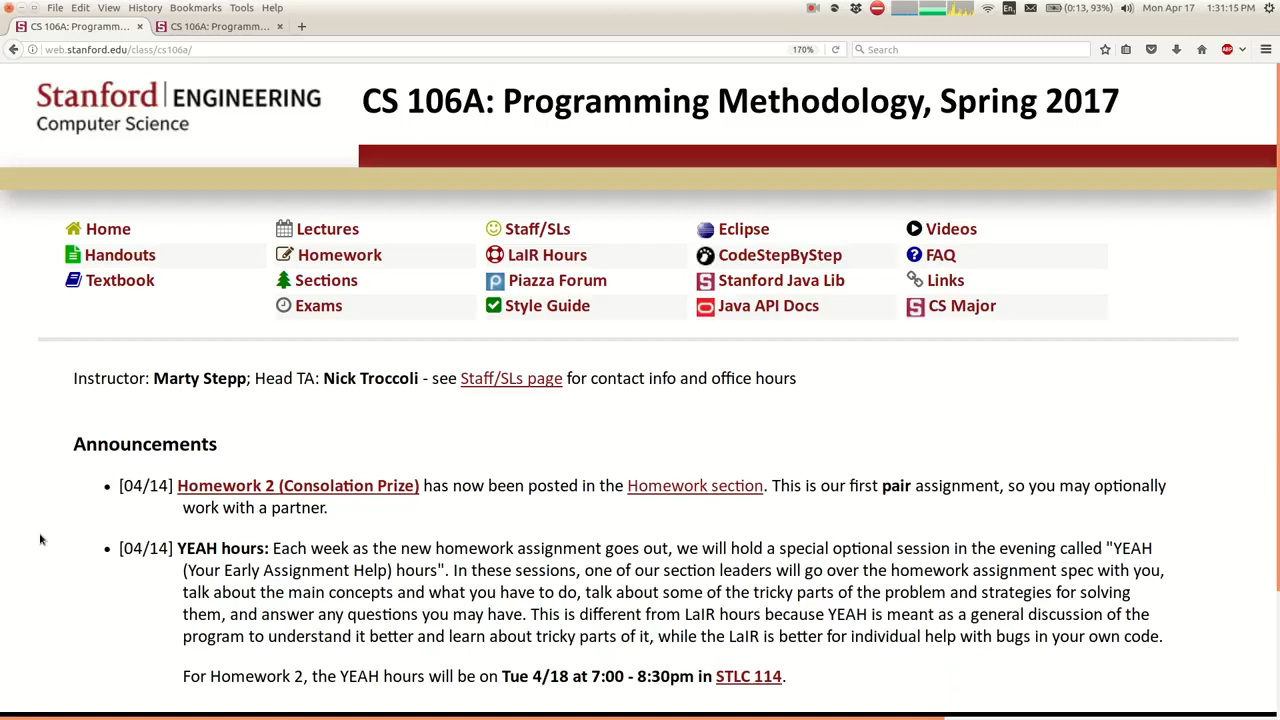 File Edit View History Bookmarks Tools Help
En (0:13, 93%) Mon Apr 17 1:31:15 PM
S CS 106A: Programm... × S CS 106A: Programm... × +
web.stanford.edu/class/cs106a/ 170% Search ABP
Stanford | ENGINEERING
Computer Science
CS 106A: Programming Methodology, Spring 2017
Home Lectures Staff/SLs Eclipse Videos
Handouts Homework LaIR Hours CodeStepByStep FAQ
Textbook Sections Piazza Forum Stanford Java Lib Links
Exams Style Guide Java API Docs CS Major
Instructor: Marty Stepp; Head TA: Nick Troccoli - see Staff/SLs page for contact info and office hours
Announcements
• [04/14] Homework 2 (Consolation Prize) has now been posted in the Homework section. This is our first pair assignment, so you may optionally
work with a partner.
• [04/14] YEAH hours: Each week as the new homework assignment goes out, we will hold a special optional session in the evening called "YEAH
(Your Early Assignment Help) hours". In these sessions, one of our section leaders will go over the homework assignment spec with you,
talk about the main concepts and what you have to do, talk about some of the tricky parts of the problem and strategies for solving
them, and answer any questions you may have. This is different from LaIR hours because YEAH is meant as a general discussion of the
program to understand it better and learn about tricky parts of it, while the LaIR is better for individual help with bugs in your own code.
For Homework 2, the YEAH hours will be on Tue 4/18 at 7:00 - 8:30pm in STLC 114.